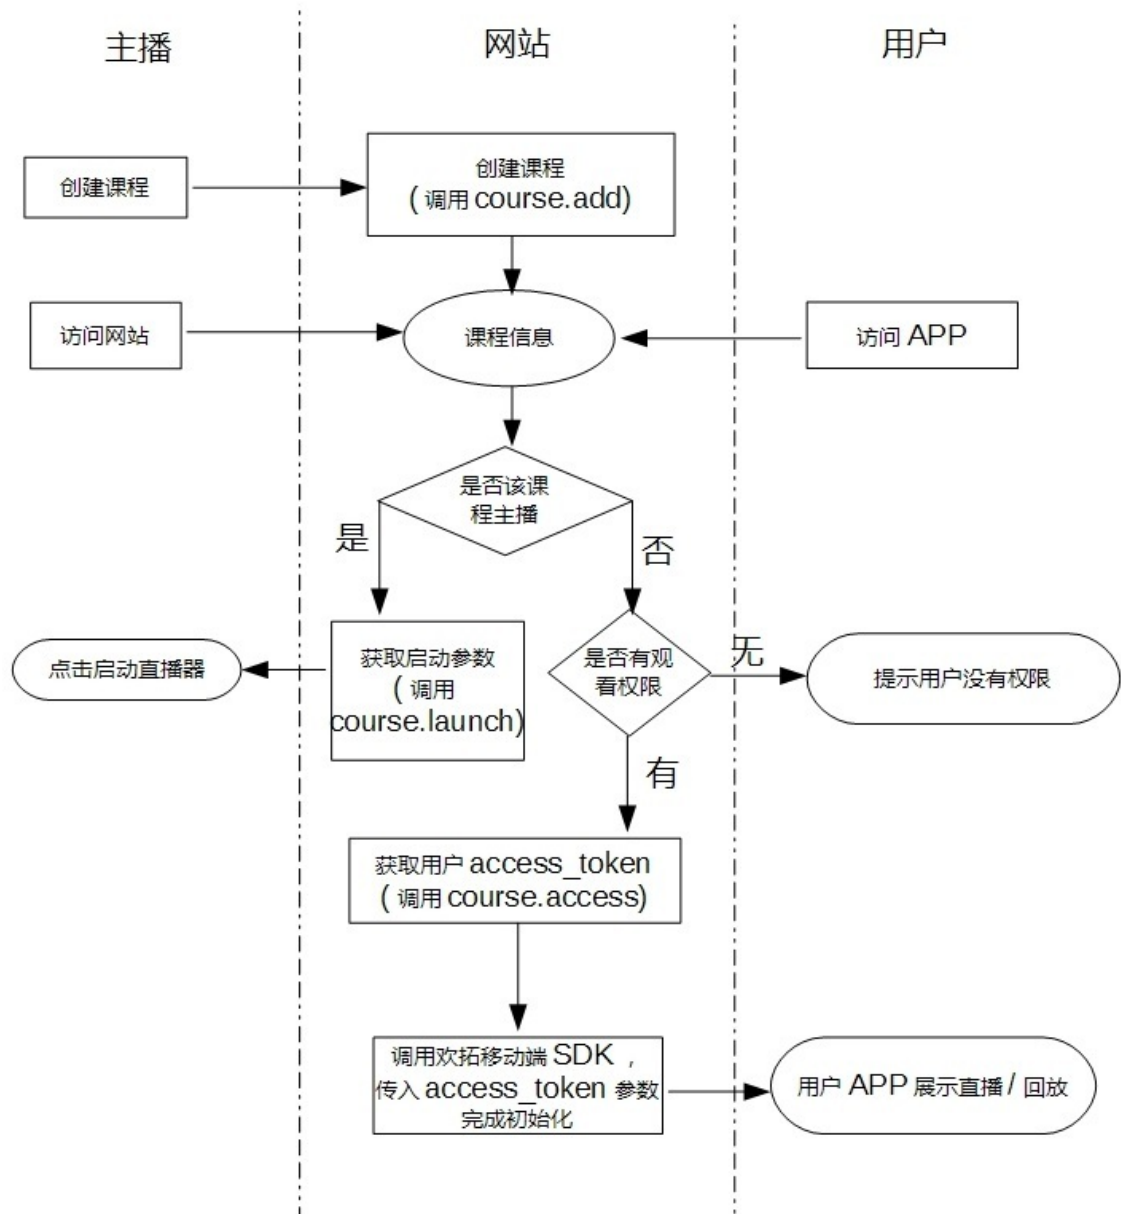 主播
网站
用户
创建课程
创建课程
(调用 course.add)
访问网站
课程信息
访问 APP
是否该课
程主播
是
否
点击启动直播器
获取启动参数
(调用
course.launch)
是否有观
看权限
无
提示用户没有权限
有
获取用户 access_token
(调用 course.access)
调用欢拓移动端 SDK ,
传入 access_token 参数
完成初始化
用户 APP 展示直播 / 回放